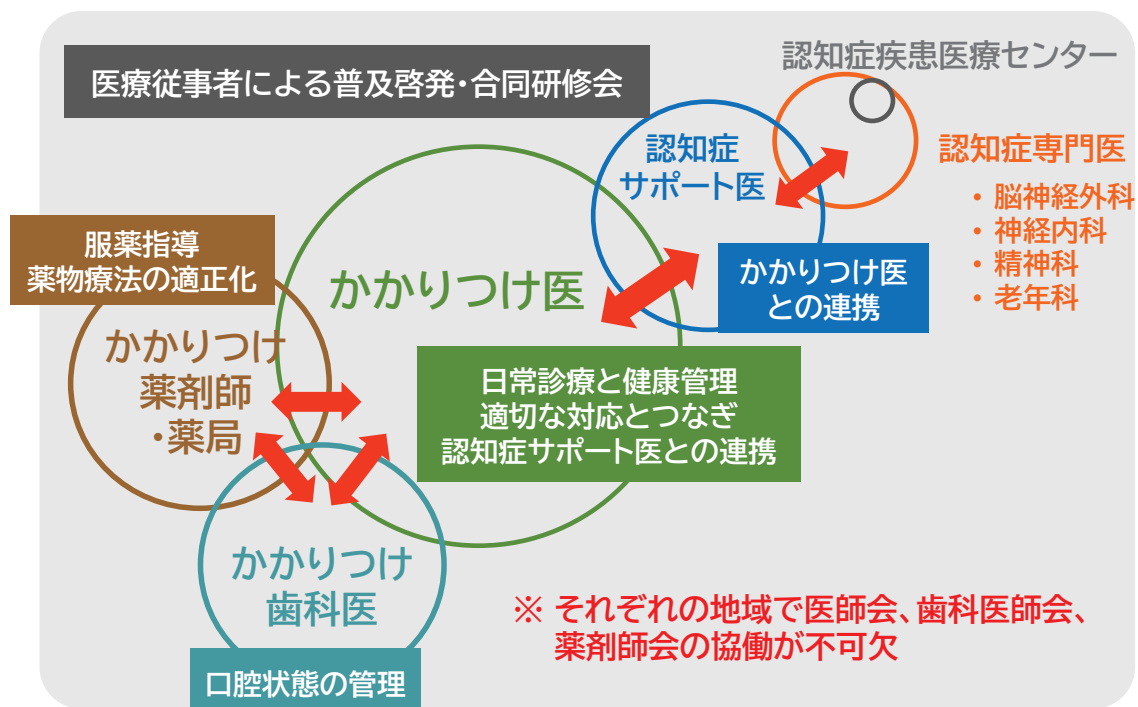 医療従事者による普及啓発・合同研修会
認知症疾患医療センター
認知症
サポート医
認知症専門医
・ 脳神経外科
・ 神経内科
・ 精神科
・ 老年科
服薬指導
薬物療法の適正化
かかりつけ医
かかりつけ医
との連携
かかりつけ
薬剤師
・薬局
日常診療と健康管理
適切な対応とつなぎ
認知症サポート医との連携
かかりつけ
歯科医
口腔状態の管理
※ それぞれの地域で医師会、歯科医師会、
薬剤師会の協働が不可欠